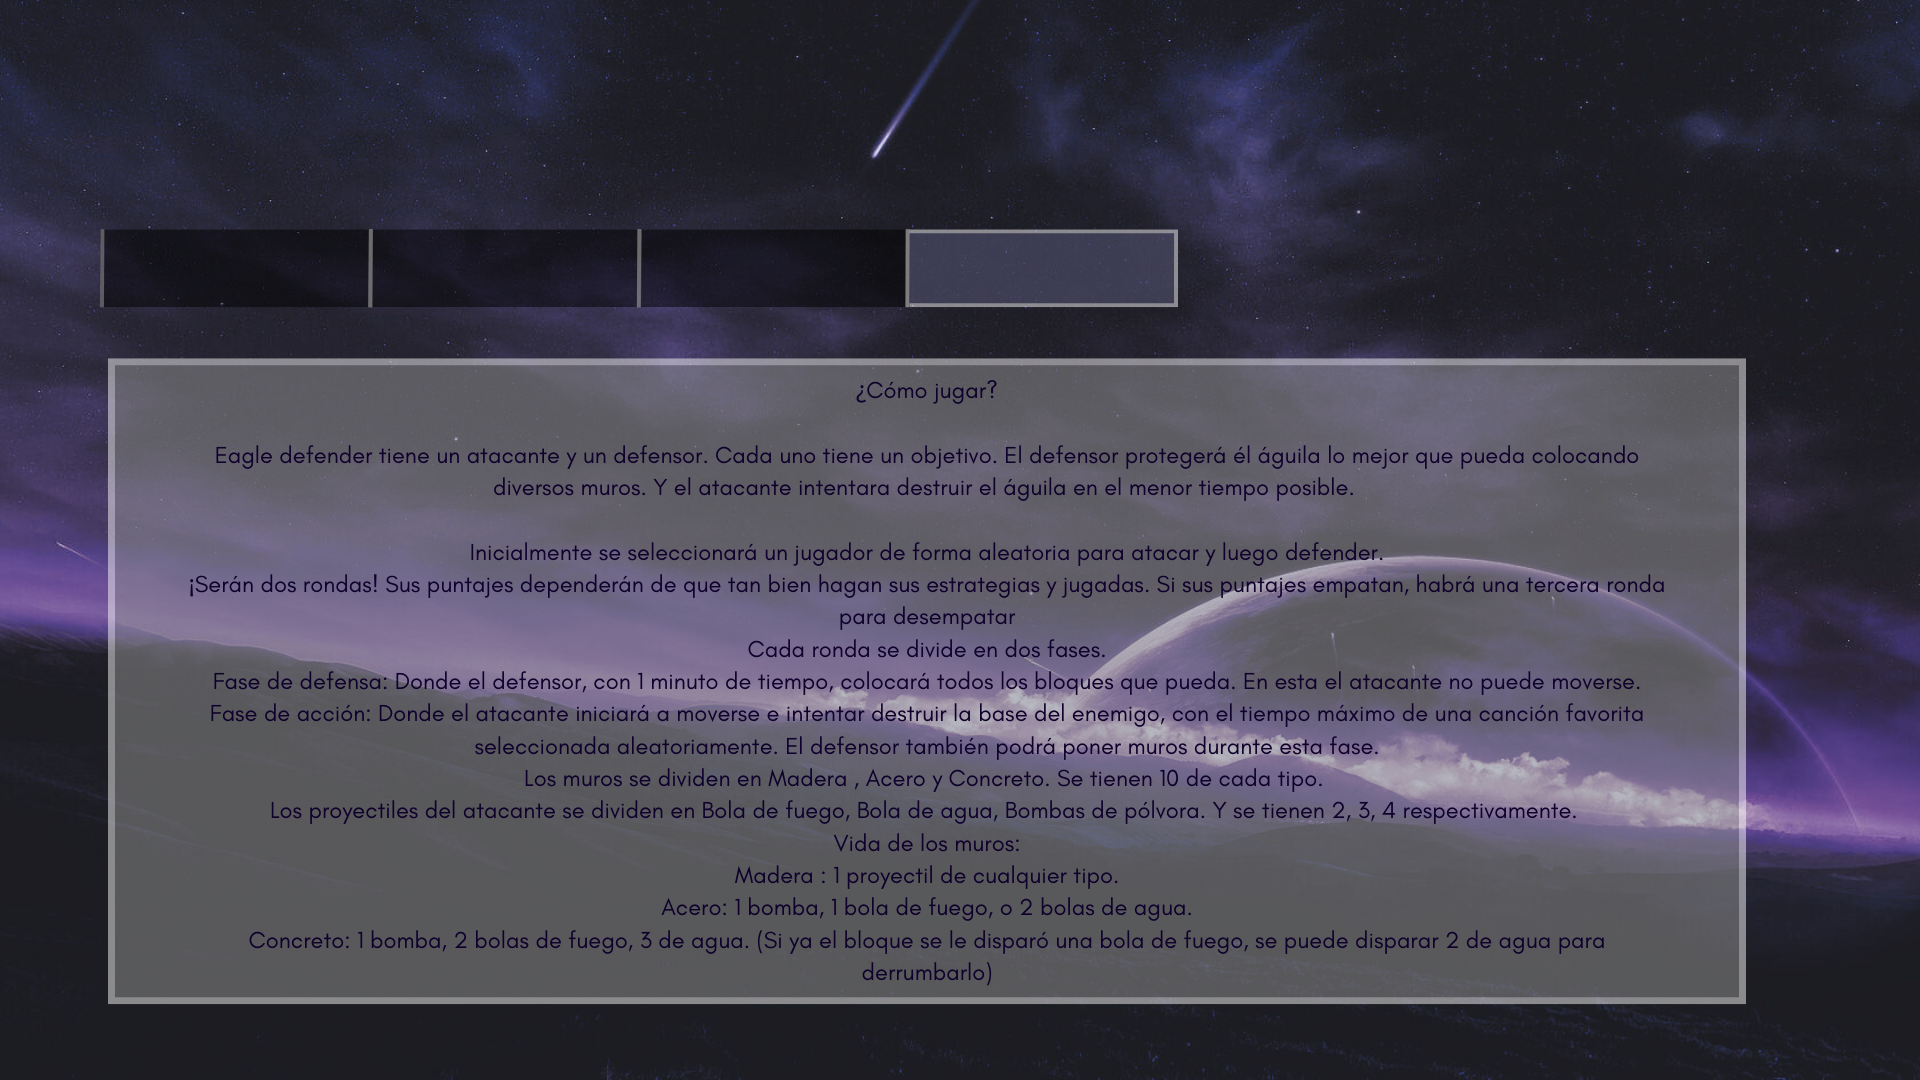 ¿Cómo jugar?
Eagle defender tiene un atacante y un defensor. Cada uno tiene un objetivo. El defensor protegerá él águila lo mejor que pueda colocando
diversos muros. Y el atacante intentara destruir el águila en el menor tiempo posible.
Inicialmente se seleccionará un jugador de forma aleatoria para atacar y luego defender.
¡Serán dos rondas! Sus puntajes dependerán de que tan bien hagan sus estrategias y jugadas. Si sus puntajes empatan, habrá una tercera ronda
para desempatar
Cada ronda se divide en dos fases.
Fase de defensa: Donde el defensor, con 1 minuto de tiempo, colocará todos los bloques que pueda. En esta el atacante no puede moverse.
Fase de acción: Donde el atacante iniciará a moverse e intentar destruir la base del enemigo, con el tiempo máximo de una canción favorita
seleccionada aleatoriamente. El defensor también podrá poner muros durante esta fase.
Los muros se dividen en Madera , Acero y Concreto. Se tienen 10 de cada tipo.
Los proyectiles del atacante se dividen en Bola de fuego, Bola de agua, Bombas de pólvora. Y se tienen 2, 3, 4 respectivamente.
Vida de los muros:
Madera : 1 proyectil de cualquier tipo.
Acero: 1 bomba, 1 bola de fuego, o 2 bolas de agua.
Concreto: 1 bomba, 2 bolas de fuego, 3 de agua. (Si ya el bloque se le disparó una bola de fuego, se puede disparar 2 de agua para
derrumbarlo)